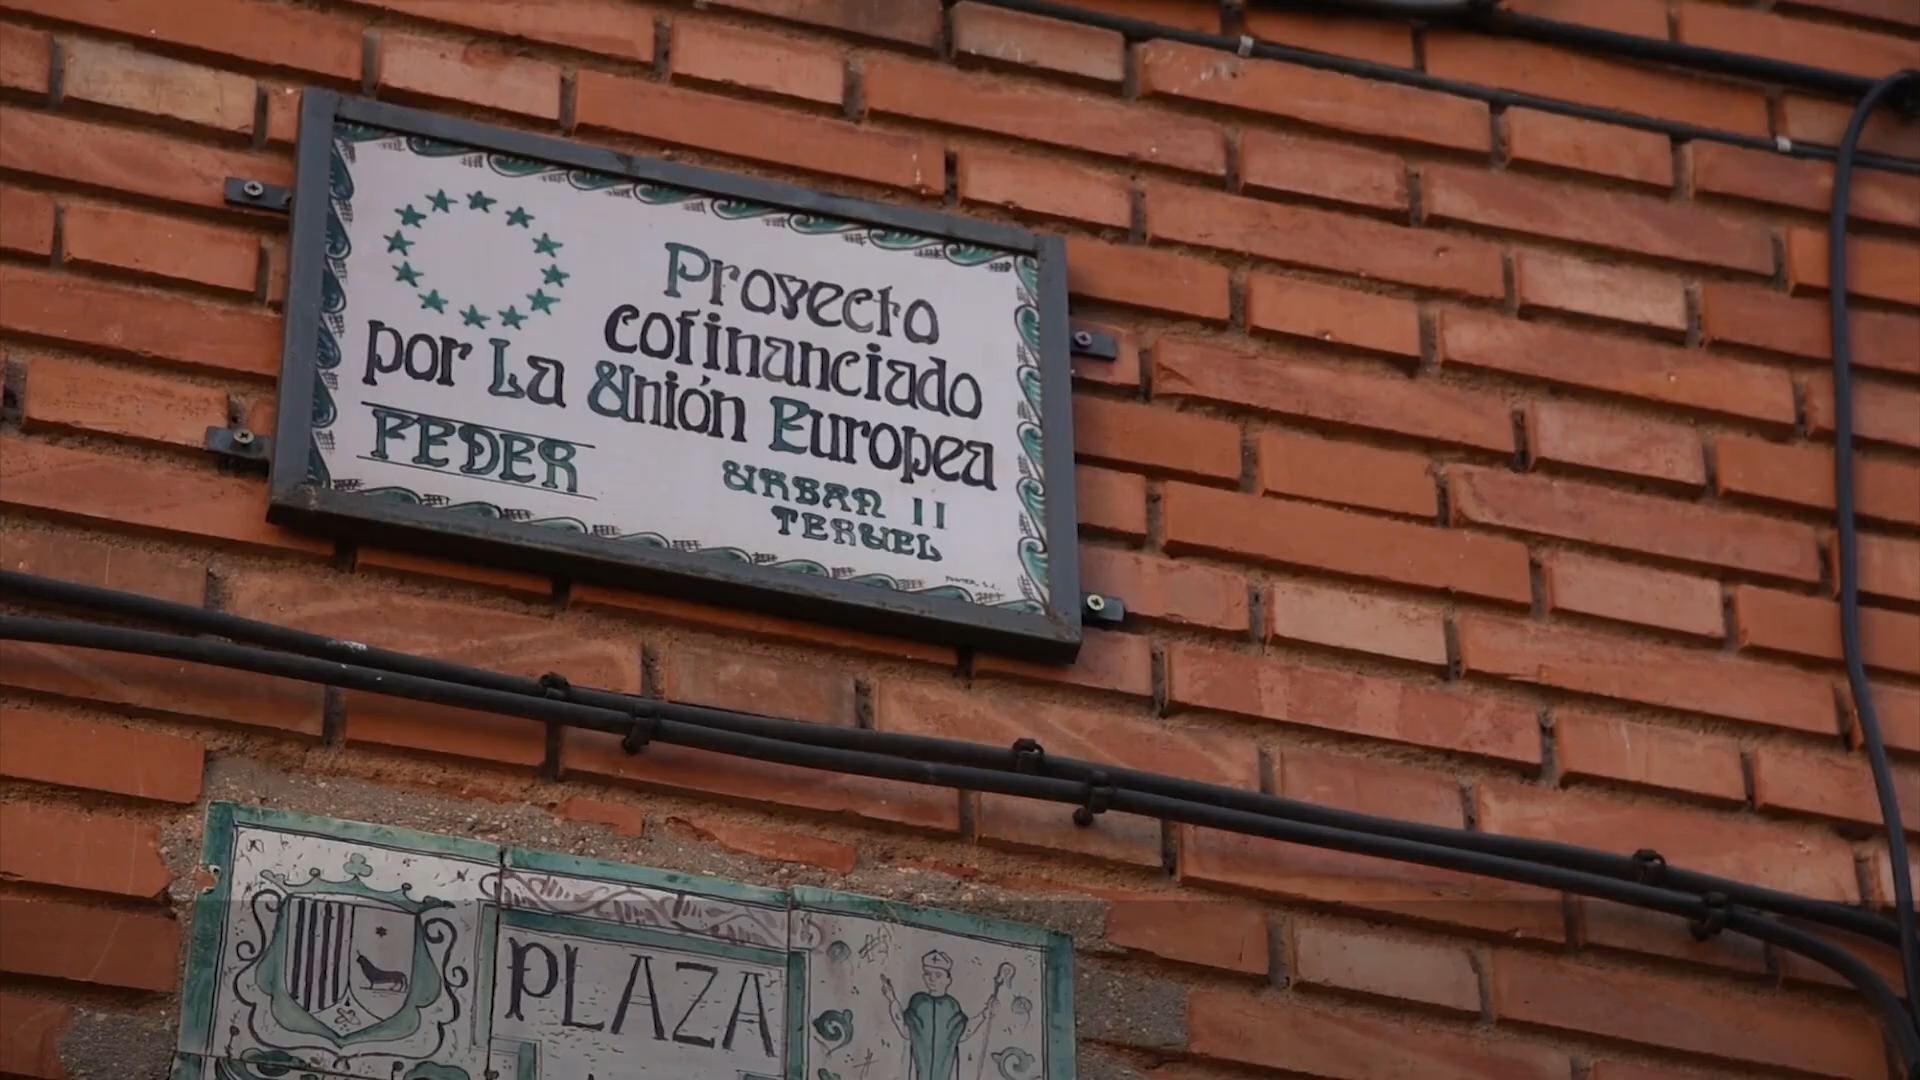 Proyecto
cofinanciado
por La Unión Europea
FEDER
URBAN II
TERUEL
PLAZA